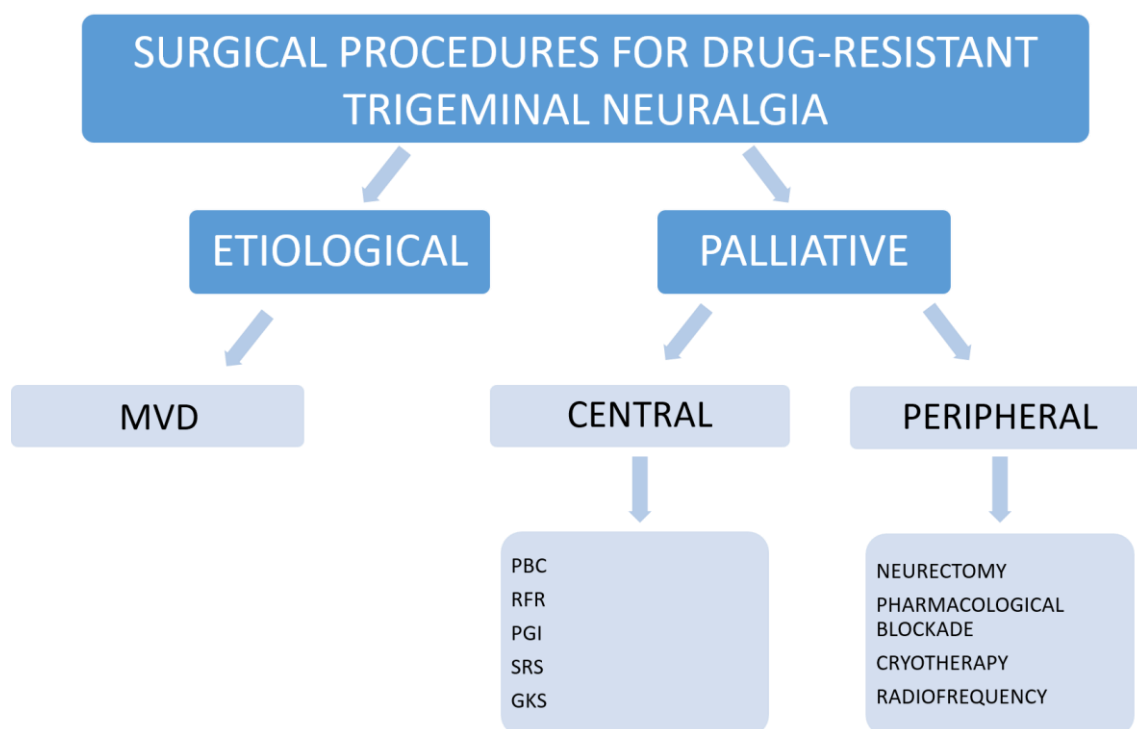 SURGICAL PROCEDURES FOR DRUG-RESISTANT
TRIGEMINAL NEURALGIA
ETIOLOGICAL
PALLIATIVE
MVD
CENTRAL
PERIPHERAL
PBC
RFR
PGI
SRS
GKS
NEURECTOMY
PHARMACOLOGICAL
BLOCKADE
CRYOTHERAPY
RADIOFREQUENCY